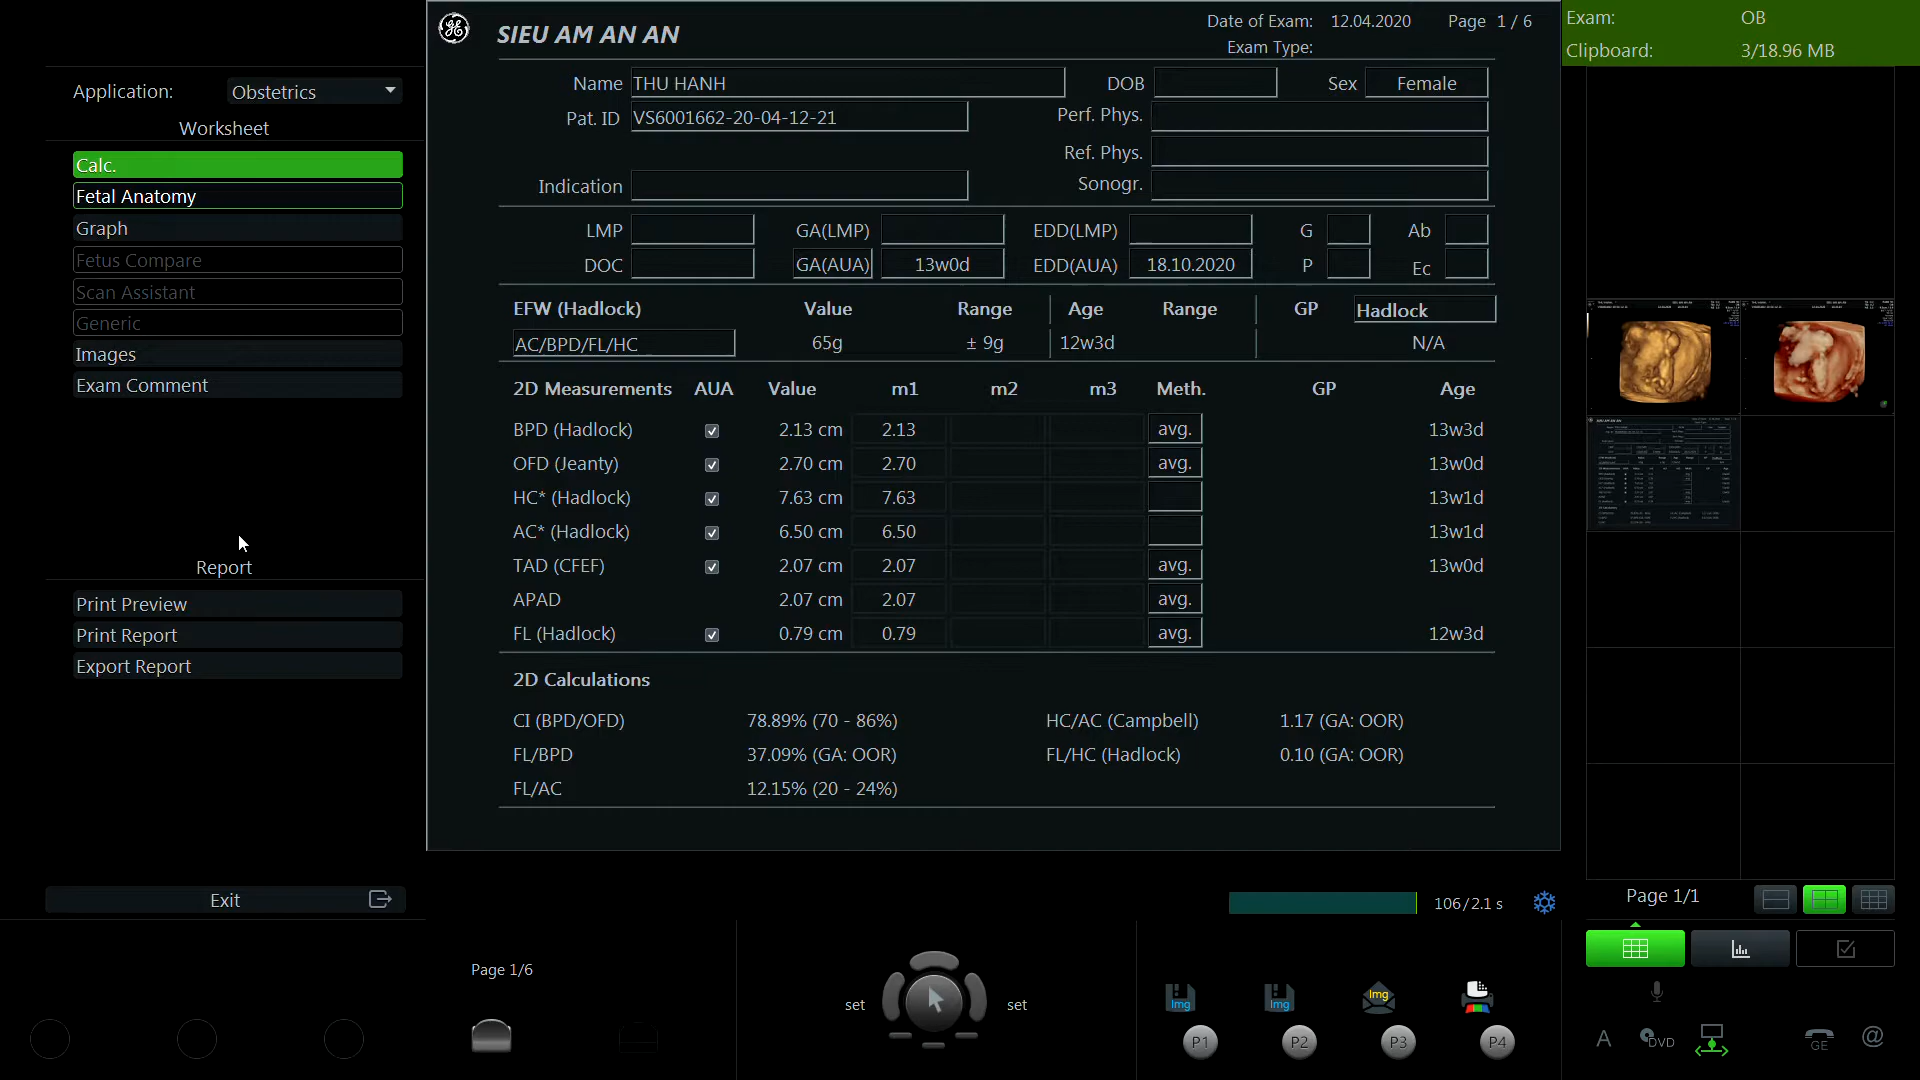 SIEU AM AN AN
Date of Exam: 12.04.2020 Page 1 / 6
Exam Type:
Exam: OB
Clipboard: 3/18.96 MB
Application: Obstetrics
Worksheet
Calc.
Fetal Anatomy
Graph
Fetus Compare
Scan Assistant
Generic
Images
Exam Comment
Report
Print Preview
Print Report
Export Report
Exit
Name THU HANH DOB Sex Female
Pat. ID VS6001662-20-04-12-21 Perf. Phys.
Ref. Phys.
Indication Sonogr.
LMP GA(LMP) EDD(LMP) G Ab
DOC GA(AUA) 13w0d EDD(AUA) 18.10.2020 P Ec
EFW (Hadlock) Value Range Age Range GP Hadlock
AC/BPD/FL/HC 65g ± 9g 12w3d N/A
2D Measurements AUA Value m1 m2 m3 Meth. GP Age
BPD (Hadlock) 2.13 cm 2.13 avg. 13w3d
OFD (Jeanty) 2.70 cm 2.70 avg. 13w0d
HC* (Hadlock) 7.63 cm 7.63 13w1d
AC* (Hadlock) 6.50 cm 6.50 13w1d
TAD (CFEF) 2.07 cm 2.07 avg. 13w0d
APAD 2.07 cm 2.07 avg.
FL (Hadlock) 0.79 cm 0.79 avg. 12w3d
2D Calculations
CI (BPD/OFD) 78.89% (70 - 86%) HC/AC (Campbell) 1.17 (GA: OOR)
FL/BPD 37.09% (GA: OOR) FL/HC (Hadlock) 0.10 (GA: OOR)
FL/AC 12.15% (20 - 24%)
106/2.1 s
Page 1/1
Page 1/6
set set
Img Img Img
P1 P2 P3 P4
A DVD GE @